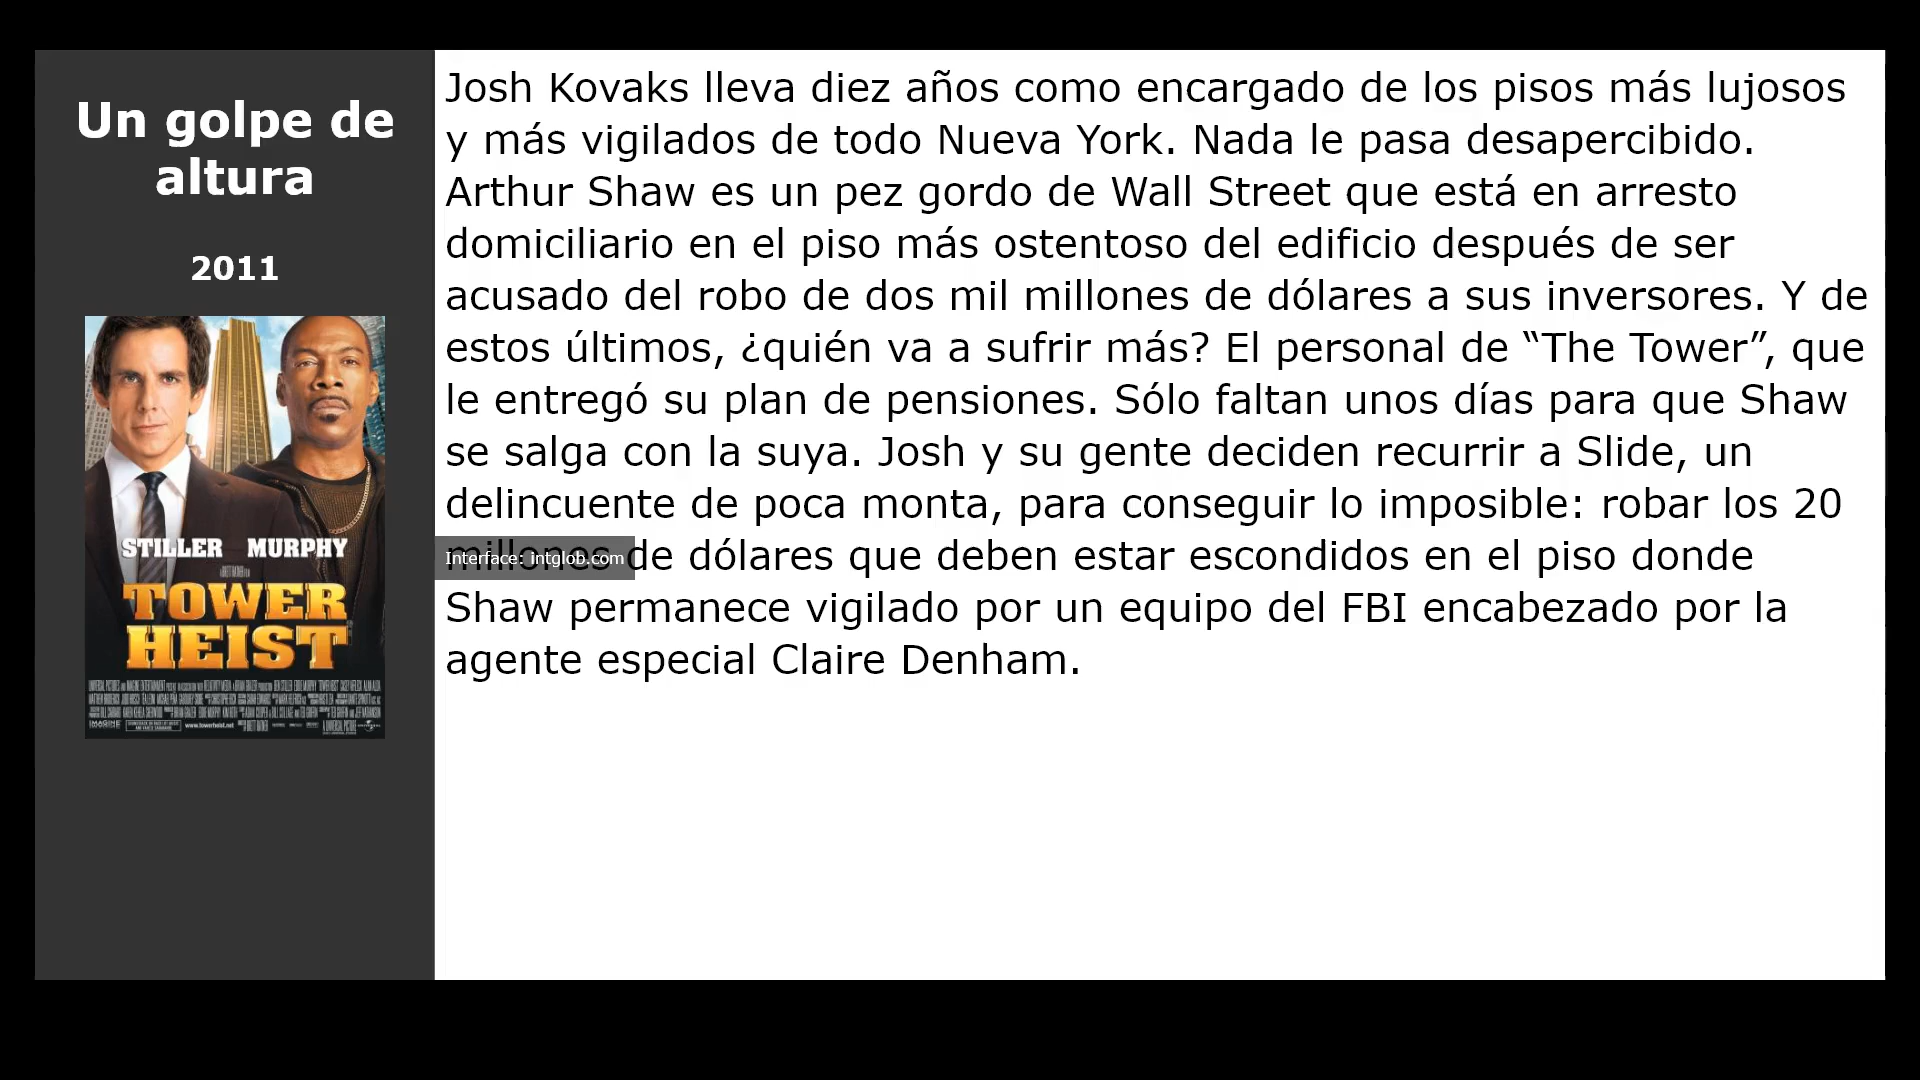 Un golpe de
altura
2011
STILLER MURPHY
TOWER
HEIST
IMAGINE
www.towerheist.net
Josh Kovaks lleva diez años como encargado de los pisos más lujosos
y más vigilados de todo Nueva York. Nada le pasa desapercibido.
Arthur Shaw es un pez gordo de Wall Street que está en arresto
domiciliario en el piso más ostentoso del edificio después de ser
acusado del robo de dos mil millones de dólares a sus inversores. Y de
estos últimos, ¿quién va a sufrir más? El personal de “The Tower”, que
le entregó su plan de pensiones. Sólo faltan unos días para que Shaw
se salga con la suya. Josh y su gente deciden recurrir a Slide, un
delincuente de poca monta, para conseguir lo imposible: robar los 20
millones de dólares que deben estar escondidos en el piso donde
Interface: intglob.com
Shaw permanece vigilado por un equipo del FBI encabezado por la
agente especial Claire Denham.